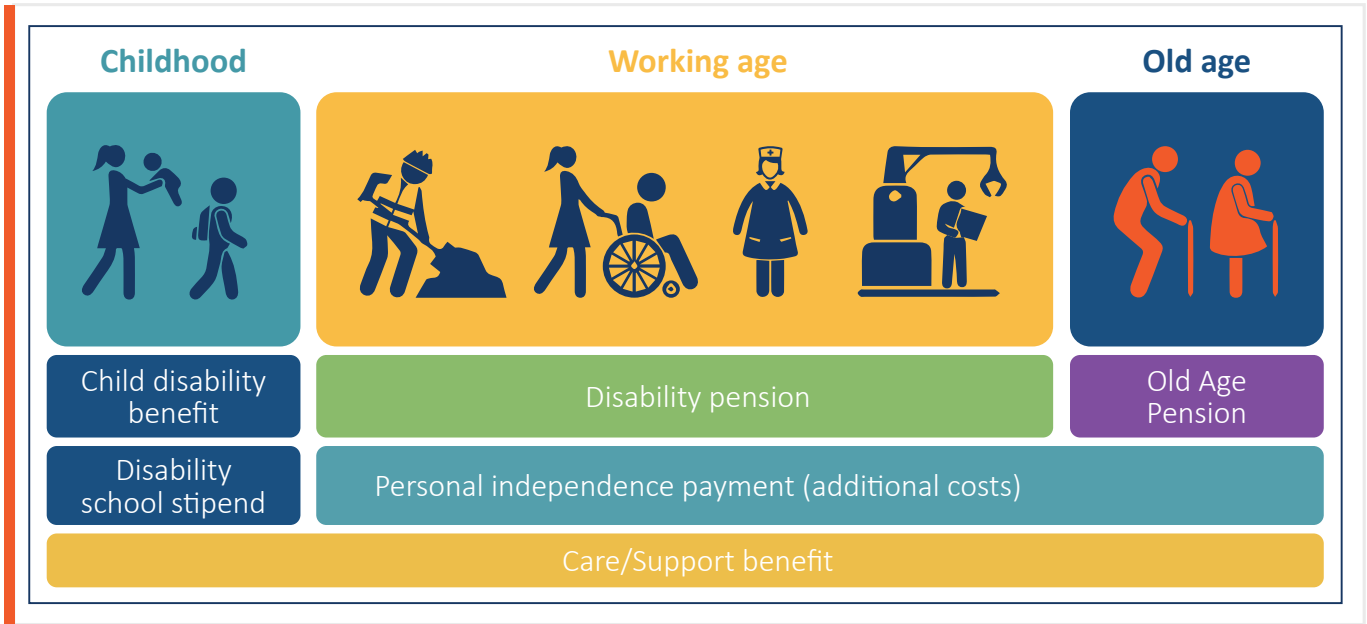 Childhood
Working age
Old age
Child disability
benefit
Disability pension
Old Age
Pension
Disability
school stipend
Personal independence payment (additional costs)
Care/Support benefit